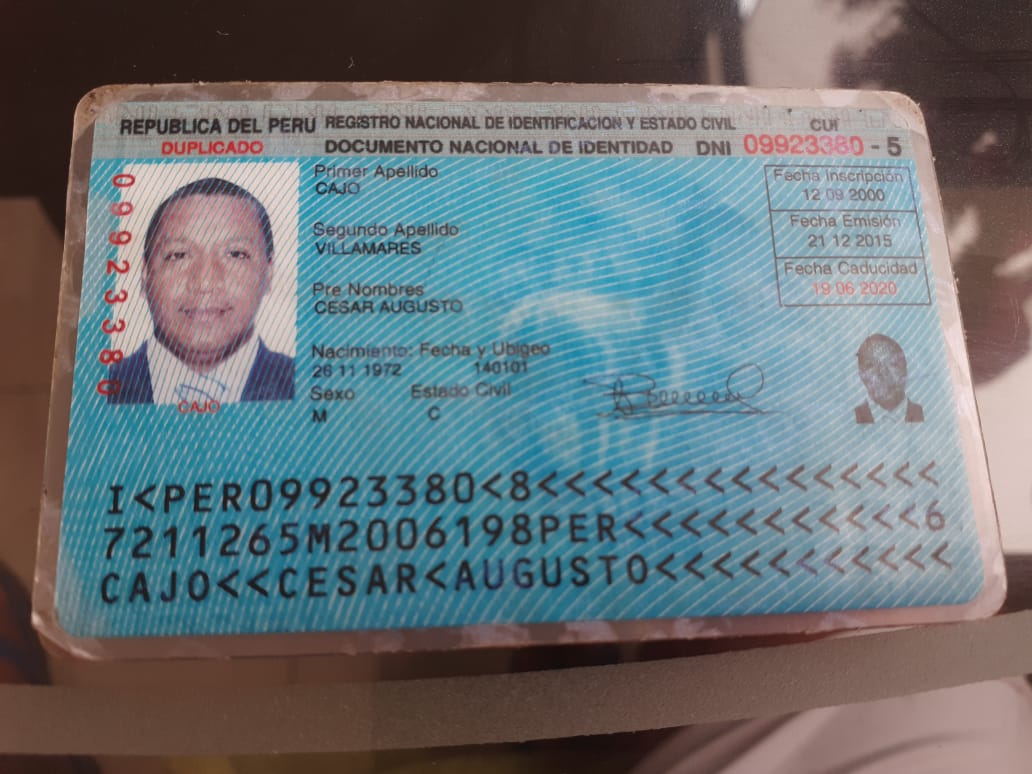 REPUBLICA DEL PERU REGISTRO NACIONAL DE IDENTIFICACION Y ESTADO CIVIL CUI
DUPLICADO DOCUMENTO NACIONAL DE IDENTIDAD DNI 09923380 - 5
09923380
Primer Apellido
CAJO
Segundo Apellido
VILLAMARES
Pre Nombres
CESAR AUGUSTO
Nacimiento: Fecha y Ubigeo
26 11 1972 140101
Sexo Estado Civil
M C
Fecha Inscripción
12 09 2000
Fecha Emisión
21 12 2015
Fecha Caducidad
19 06 2020
CAJO
I<PER09923380<8<<<<<<<<<<<<<<<
7211265M2006198PER<<<<<<<<<<<6
CAJO<<CESAR<AUGUSTO<<<<<<<<<<<